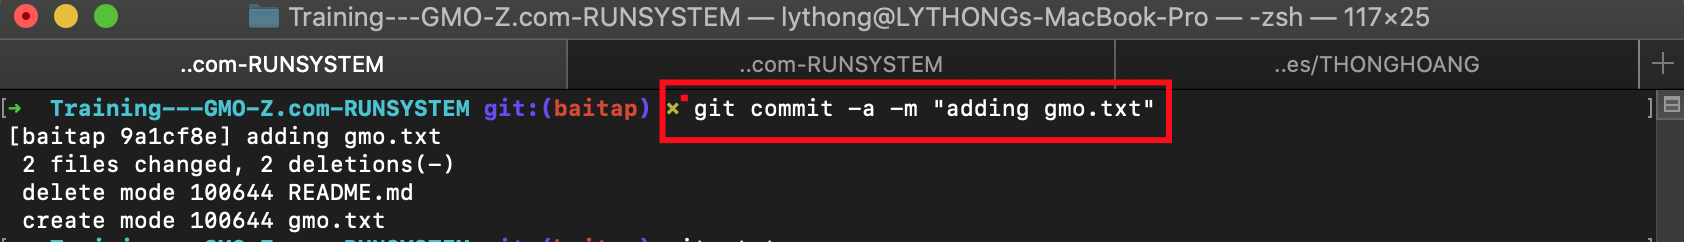 Training---GMO-Z.com-RUNSYSTEM — lythong@LYTHONGs-MacBook-Pro — -zsh — 117×25
..com-RUNSYSTEM ..com-RUNSYSTEM ..es/THONGHOANG
[➜ Training---GMO-Z.com-RUNSYSTEM git:(baitap) ✗ git commit -a -m "adding gmo.txt" ]
[baitap 9a1cf8e] adding gmo.txt
2 files changed, 2 deletions(-)
delete mode 100644 README.md
create mode 100644 gmo.txt